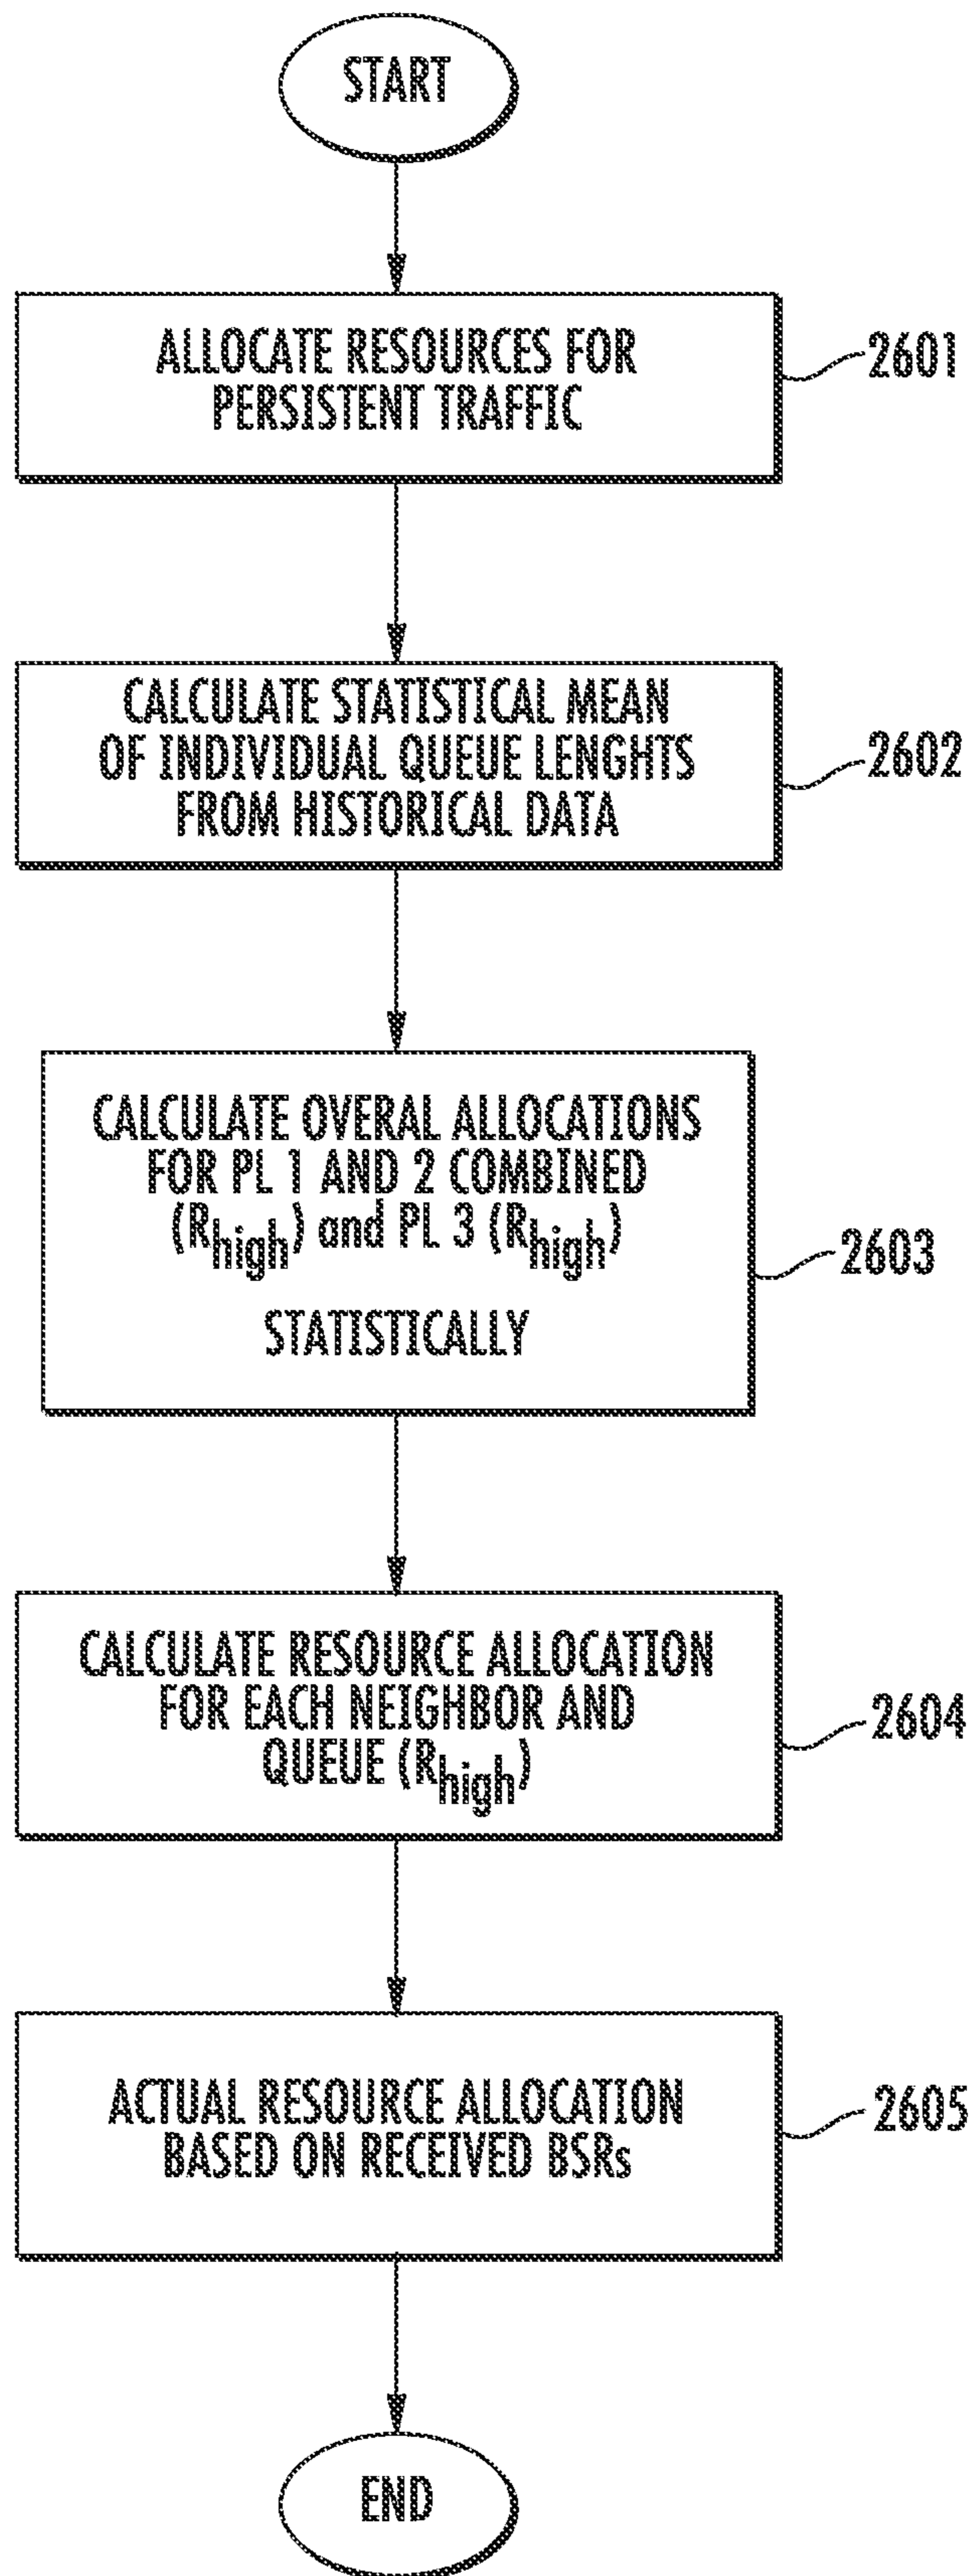 START
ALLOCATE RESOURCES FOR
PERSISTENT TRAFFIC
2601
CALCULATE STATISTICAL MEAN
OF INDIVIDUAL QUEUE LENGHTS
FROM HISTORICAL DATA
2602
CALCULATE OVERAL ALLOCATIONS
FOR PL 1 AND 2 COMBINED
(Rhigh) and PL 3 (Rhigh)
STATISTICALLY
2603
CALCULATE RESOURCE ALLOCATION
FOR EACH NEIGHBOR AND
QUEUE (Rhigh)
2604
ACTUAL RESOURCE ALLOCATION
BASED ON RECEIVED BSRs
2605
END